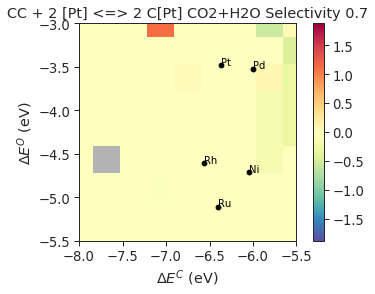 CC + 2 [Pt] <=> 2 C[Pt] CO2+H2O Selectivity 0.7
−3.0
−3.5
−4.0
−4.5
−5.0
−5.5
ΔE^O (eV)
Pt
Pd
Rh
Ni
Ru
−8.0 −7.5 −7.0 −6.5 −6.0 −5.5
ΔE^C (eV)
1.5
1.0
0.5
0.0
−0.5
−1.0
−1.5